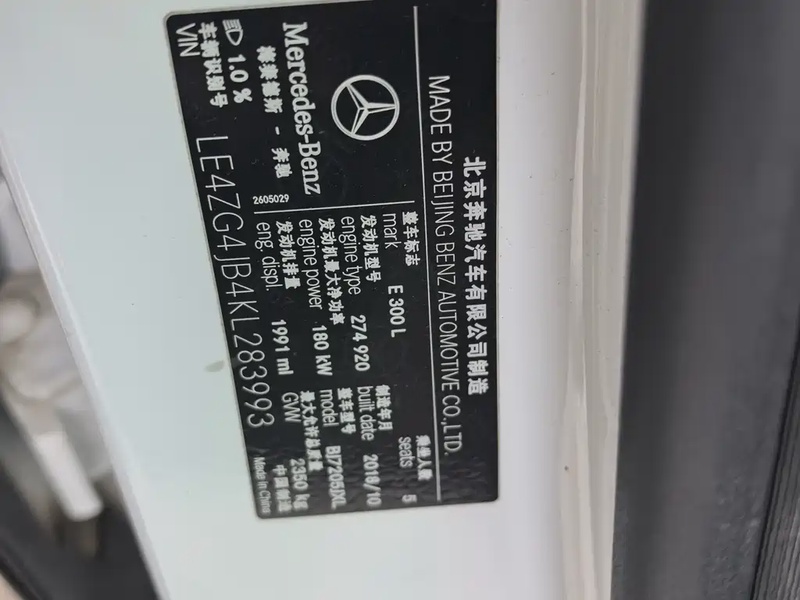 北京奔驰汽车有限公司制造
MADE BY BEIJING BENZ AUTOMOTIVE CO.,LTD.
Mercedes-Benz
梅赛德斯-奔驰
2605029
整车标志
mark E 300 L
乘坐人数
seats 5
发动机型号
engine type 274 920
制造年月
built date 2018/10
发动机最大净功率
engine power 180 kW
整车型号
model BJ7205DXL
发动机排量
eng. displ. 1991 ml
最大允许总质量
GVW 2350 kg
1.0 %
车辆识别号
VIN LE4ZG4JB4KL283993
中国制造
Made in China